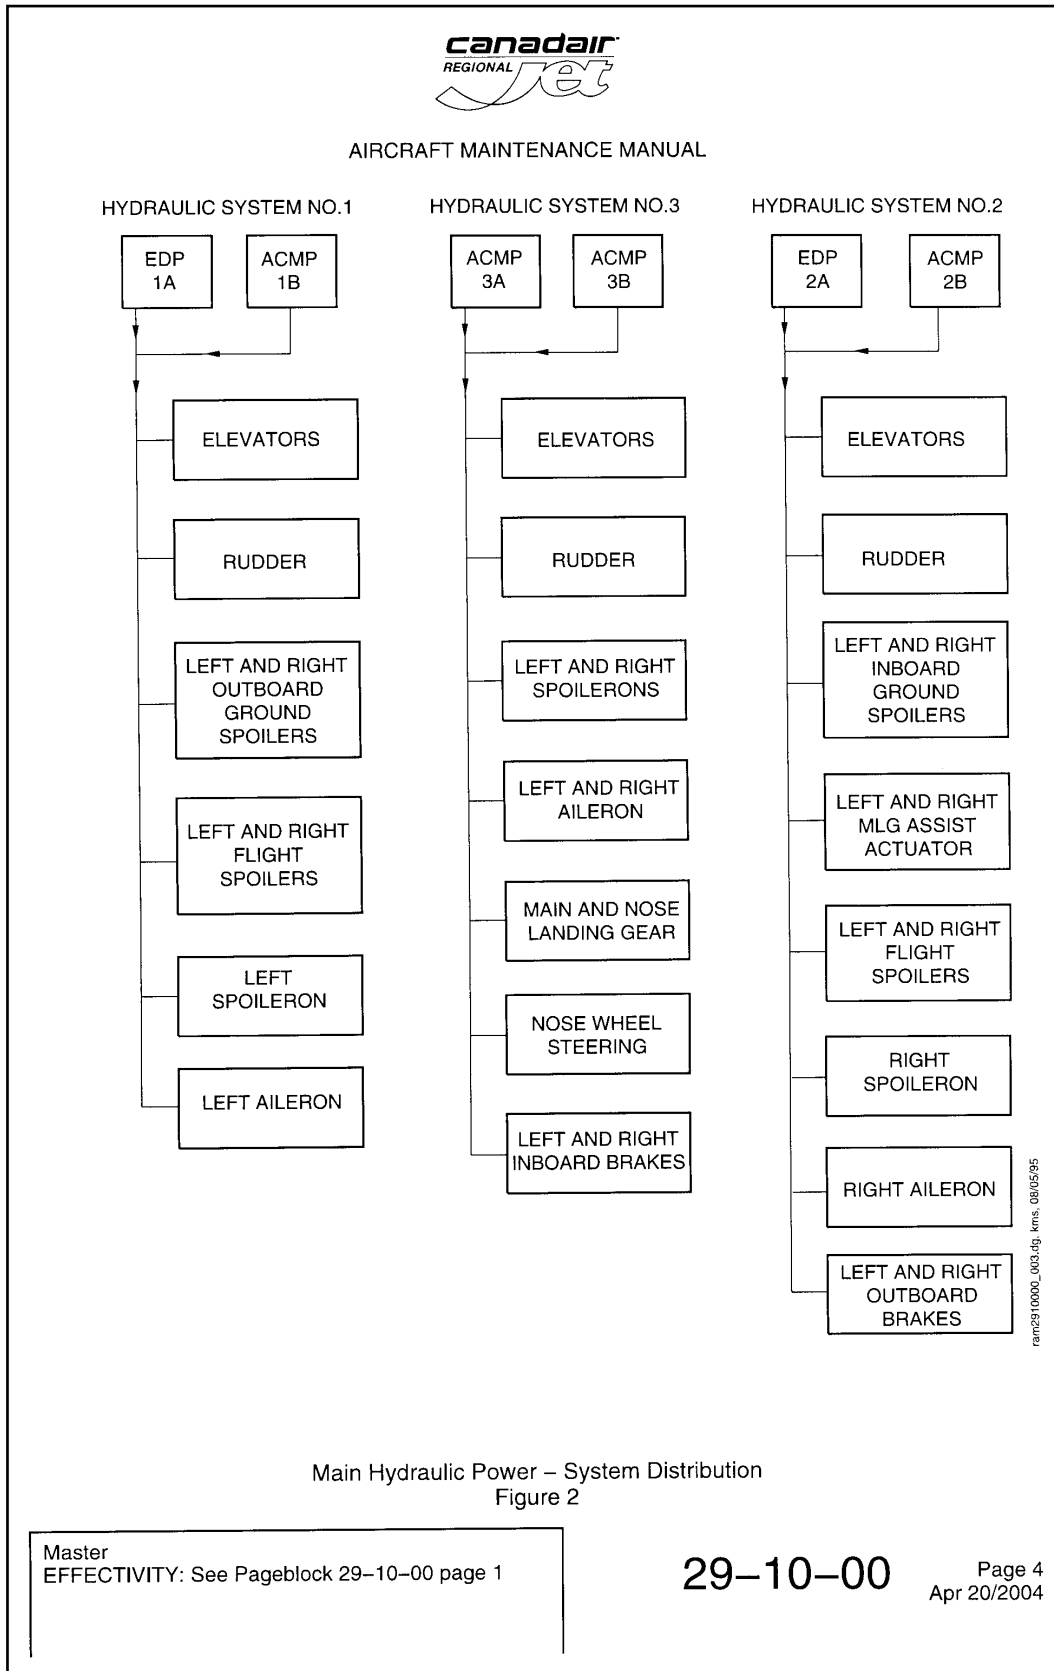 canadair
REGIONAL
Jet
AIRCRAFT MAINTENANCE MANUAL
HYDRAULIC SYSTEM NO.1
EDP
1A
ACMP
1B
ELEVATORS
RUDDER
LEFT AND RIGHT
OUTBOARD
GROUND
SPOILERS
LEFT AND RIGHT
FLIGHT
SPOILERS
LEFT
SPOILERON
LEFT AILERON
HYDRAULIC SYSTEM NO.3
ACMP
3A
ACMP
3B
ELEVATORS
RUDDER
LEFT AND RIGHT
SPOILERONS
LEFT AND RIGHT
AILERON
MAIN AND NOSE
LANDING GEAR
NOSE WHEEL
STEERING
LEFT AND RIGHT
INBOARD BRAKES
HYDRAULIC SYSTEM NO.2
EDP
2A
ACMP
2B
ELEVATORS
RUDDER
LEFT AND RIGHT
INBOARD
GROUND
SPOILERS
LEFT AND RIGHT
MLG ASSIST
ACTUATOR
LEFT AND RIGHT
FLIGHT
SPOILERS
RIGHT
SPOILERON
RIGHT AILERON
LEFT AND RIGHT
OUTBOARD
BRAKES
ram2910000_003.dg, kms, 08/05/95
Main Hydraulic Power – System Distribution
Figure 2
Master
EFFECTIVITY: See Pageblock 29–10–00 page 1
29–10–00
Page 4
Apr 20/2004